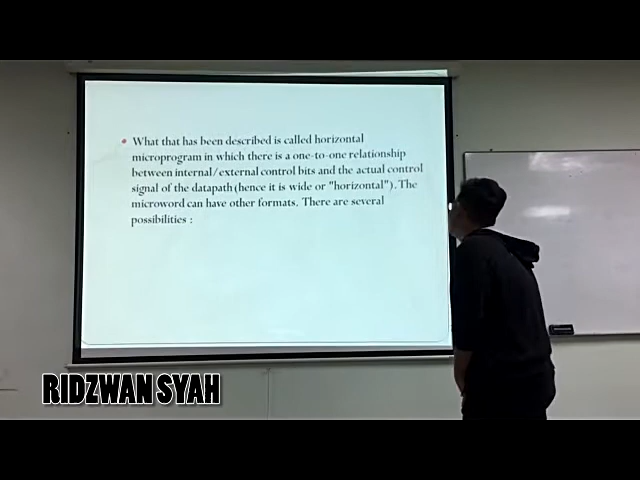 What that has been described is called horizontal
microprogram in which there is a one-to-one relationship
between internal/external control bits and the actual control
signal of the datapath (hence it is wide or "horizontal"). The
microword can have other formats. There are several
possibilities :
RIDZWAN SYAH